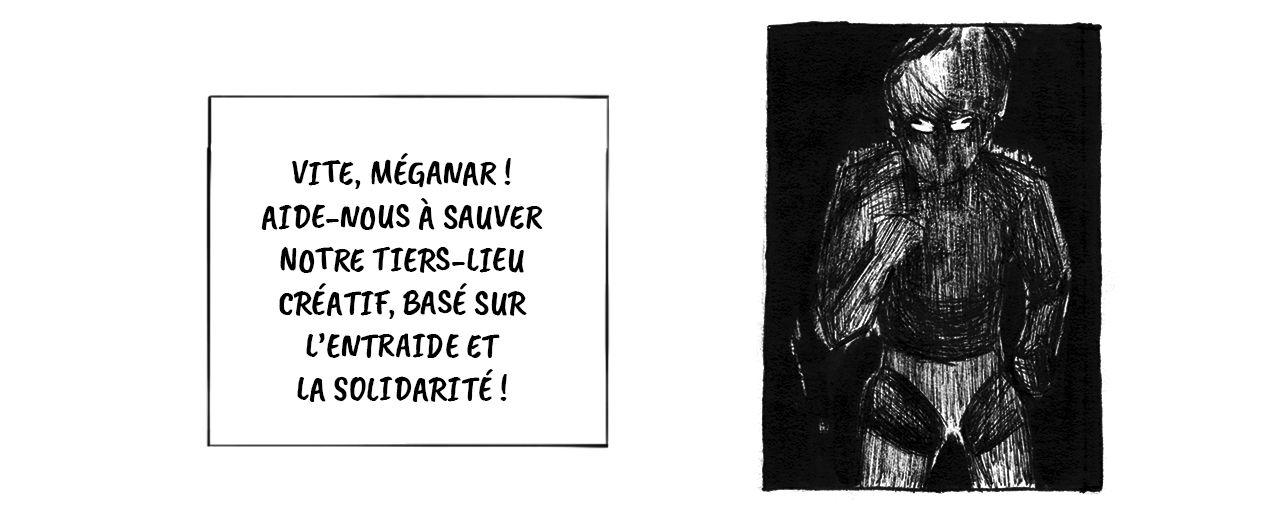 VITE, MÉGANAR !
AIDE-NOUS À SAUVER
NOTRE TIERS-LIEU
CRÉATIF, BASÉ SUR
L'ENTRAIDE ET
LA SOLIDARITÉ !